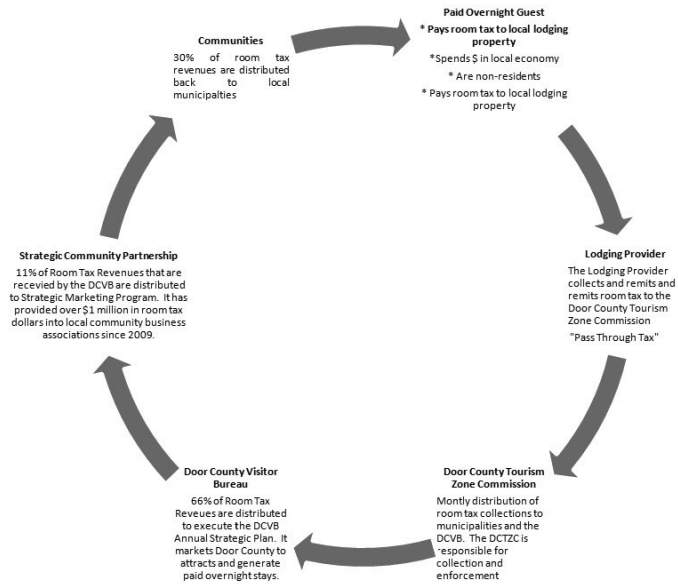 Paid Overnight Guest
* Pays room tax to local lodging
property
*Spends $ in local economy
* Are non-residents
* Pays room tax to local lodging
property
Lodging Provider
The Lodging Provider
collects and remits and
remits room tax to the
Door County Tourism
Zone Commission
"Pass Through Tax"
Door County Tourism
Zone Commission
Montly distribution of
room tax collections to
municipalities and the
DCVB. The DCTZC is
responsible for
collection and
enforcement
Door County Visitor
Bureau
66% of Room Tax
Reveues are distributed
to execute the DCVB
Annual Strategic Plan. It
markets Door County to
attracts and generate
paid overnight stays.
Strategic Community Partnership
11% of Room Tax Revenues that are
recevied by the DCVB are distributed
to Strategic Marketing Program. It has
provided over $1 million in room tax
dollars into local community business
associations since 2009.
Communities
30% of room tax
revenues are distributed
back to local
municipalties